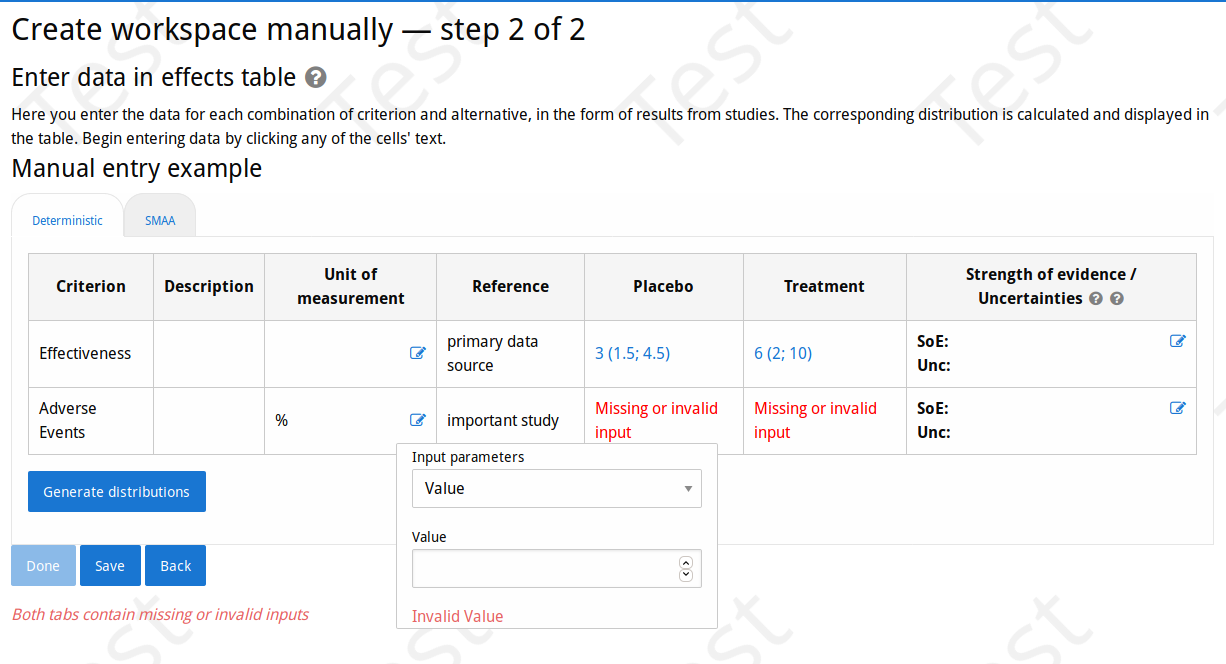 Create workspace manually — step 2 of 2
Enter data in effects table
Here you enter the data for each combination of criterion and alternative, in the form of results from studies. The corresponding distribution is calculated and displayed in
the table. Begin entering data by clicking any of the cells' text.
Manual entry example
Deterministic SMAA
Criterion Description Unit of measurement Reference Placebo Treatment Strength of evidence / Uncertainties
Effectiveness primary data source 3 (1.5; 4.5) 6 (2; 10) SoE:
Unc:
Adverse Events % important study Missing or invalid input Missing or invalid input SoE:
Unc:
Input parameters
Value
Value
Invalid Value
Generate distributions
Done Save Back
Both tabs contain missing or invalid inputs
Test Test Test Test
Test Test Test Test